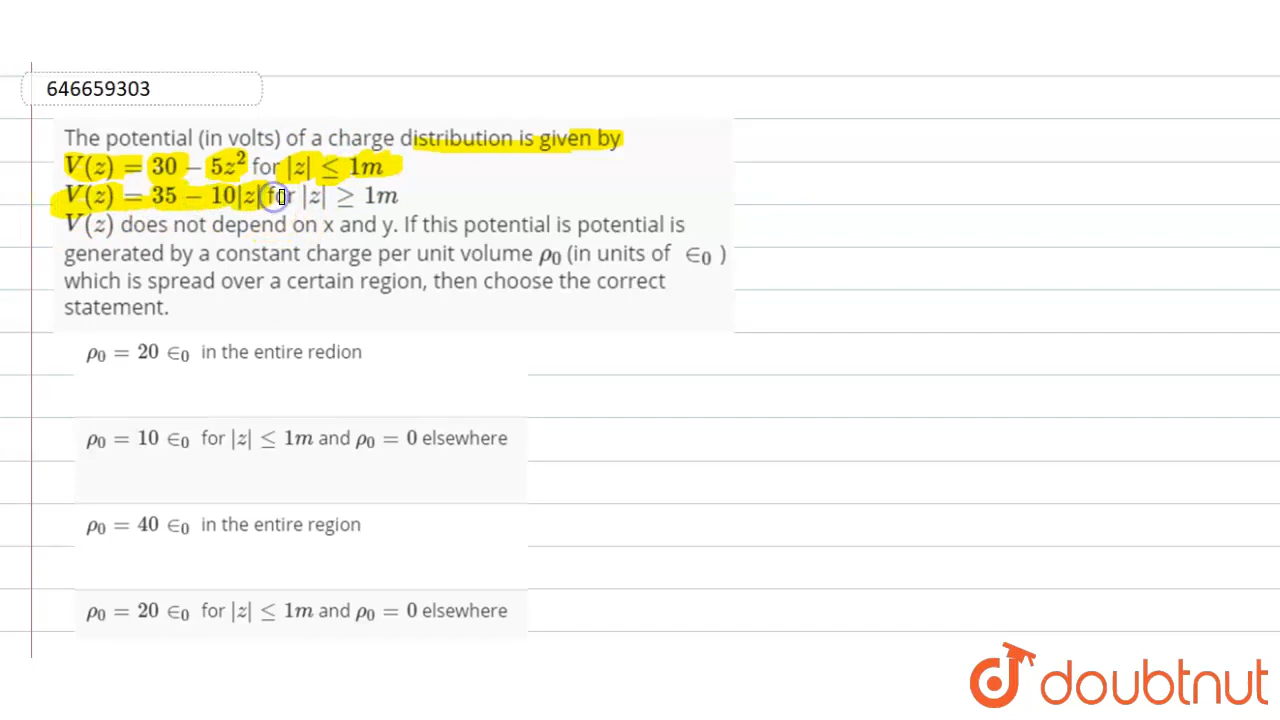 646659303
The potential (in volts) of a charge distribution is given by
V(z) = 30 − 5z² for |z| ≤ 1m
V(z) = 35 − 10|z| for |z| ≥ 1m
V(z) does not depend on x and y. If this potential is potential is
generated by a constant charge per unit volume ρ₀ (in units of ∈₀ )
which is spread over a certain region, then choose the correct
statement.
ρ₀ = 20 ∈₀ in the entire redion
ρ₀ = 10 ∈₀ for |z| ≤ 1m and ρ₀ = 0 elsewhere
ρ₀ = 40 ∈₀ in the entire region
ρ₀ = 20 ∈₀ for |z| ≤ 1m and ρ₀ = 0 elsewhere
doubtnut